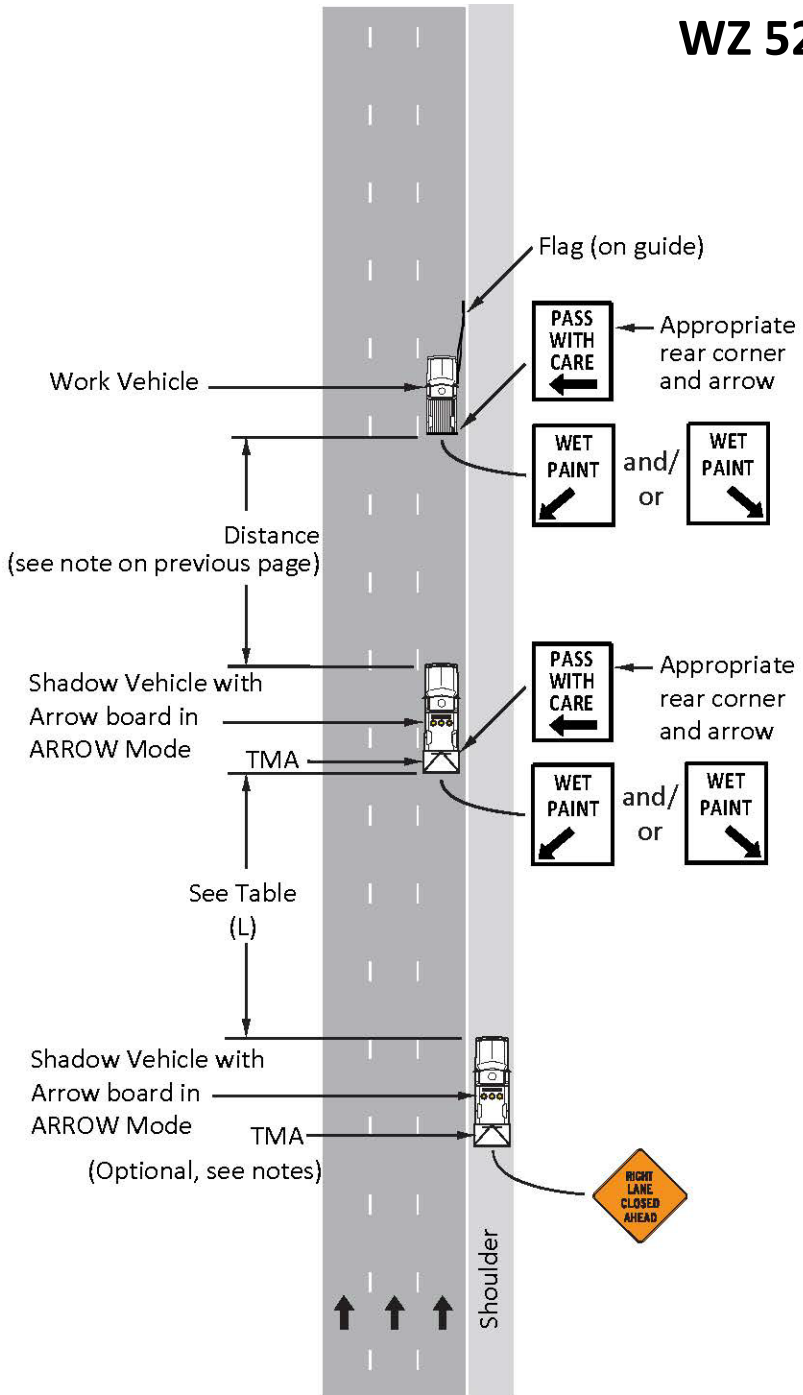 WZ 52
Flag (on guide)
PASS
WITH
CARE
Appropriate
rear corner
and arrow
Work Vehicle
WET
PAINT
and/
or
WET
PAINT
Distance
(see note on previous page)
Shadow Vehicle with
Arrow board in
ARROW Mode
TMA
PASS
WITH
CARE
Appropriate
rear corner
and arrow
WET
PAINT
and/
or
WET
PAINT
See Table
(L)
Shadow Vehicle with
Arrow board in
ARROW Mode
TMA
(Optional, see notes)
RIGHT
LANE
CLOSED
AHEAD
Shoulder